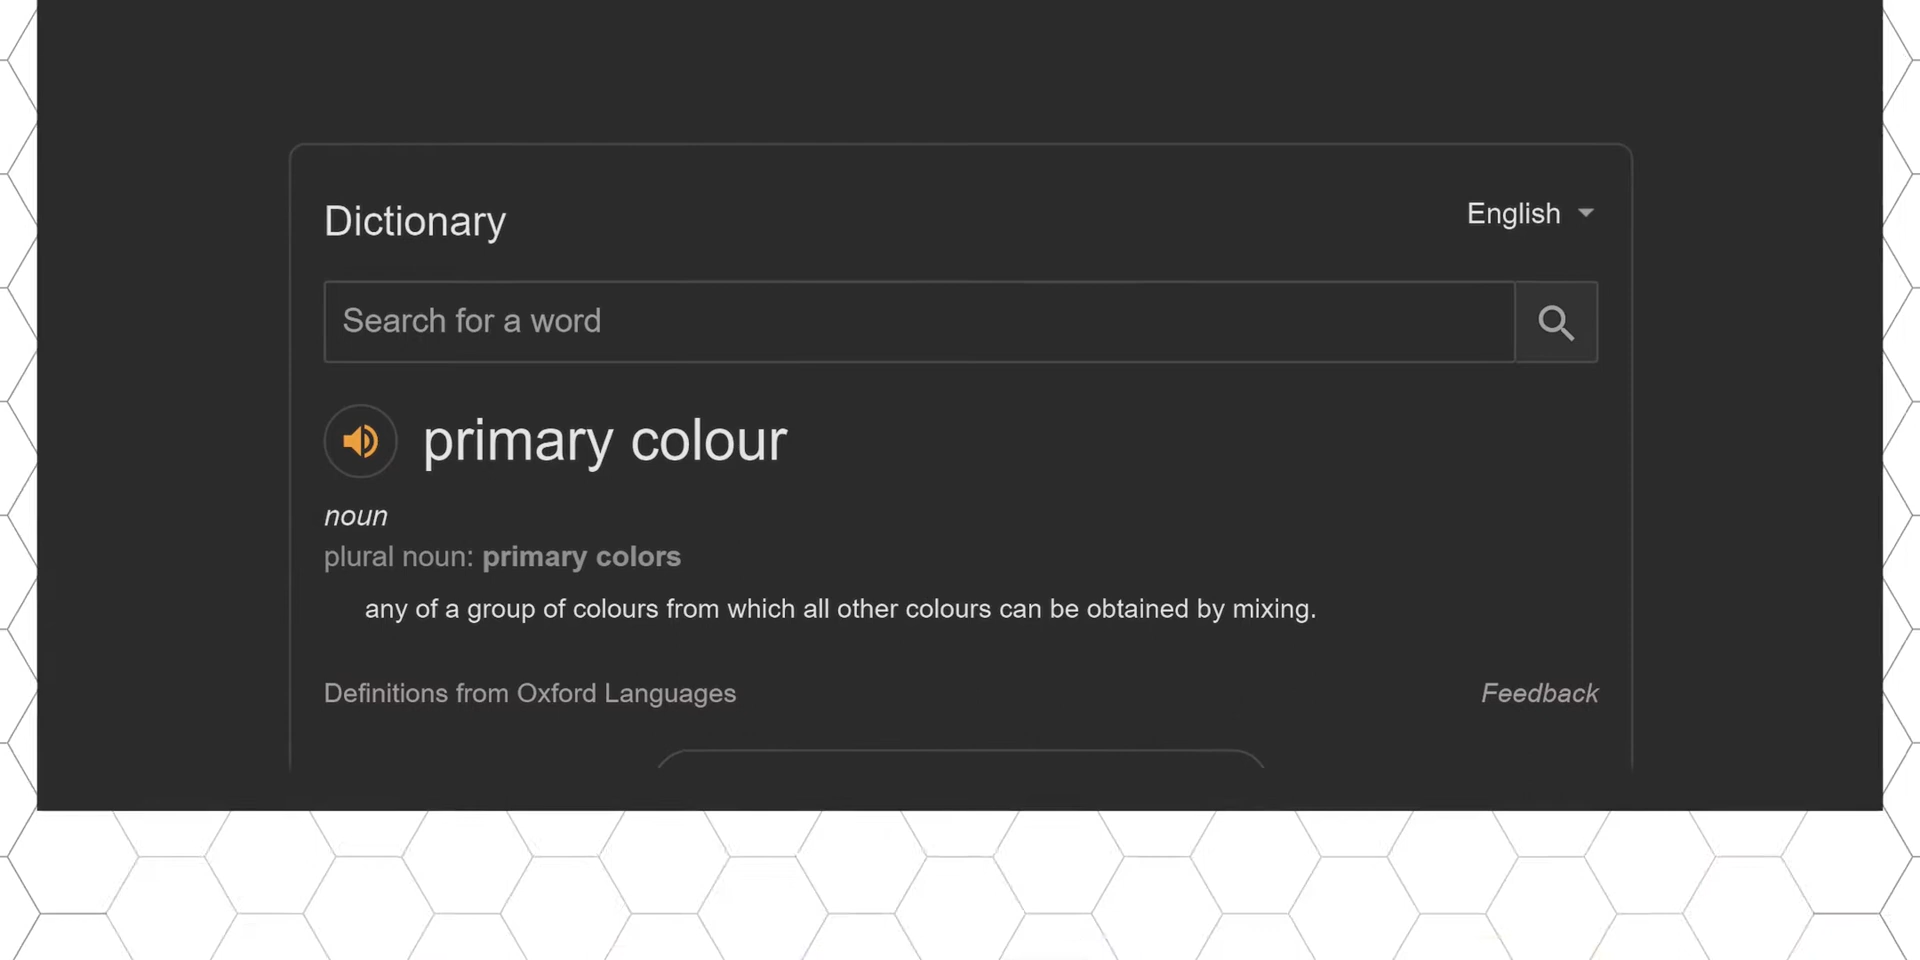 Dictionary
English
Search for a word
primary colour
noun
plural noun: primary colors
any of a group of colours from which all other colours can be obtained by mixing.
Definitions from Oxford Languages
Feedback